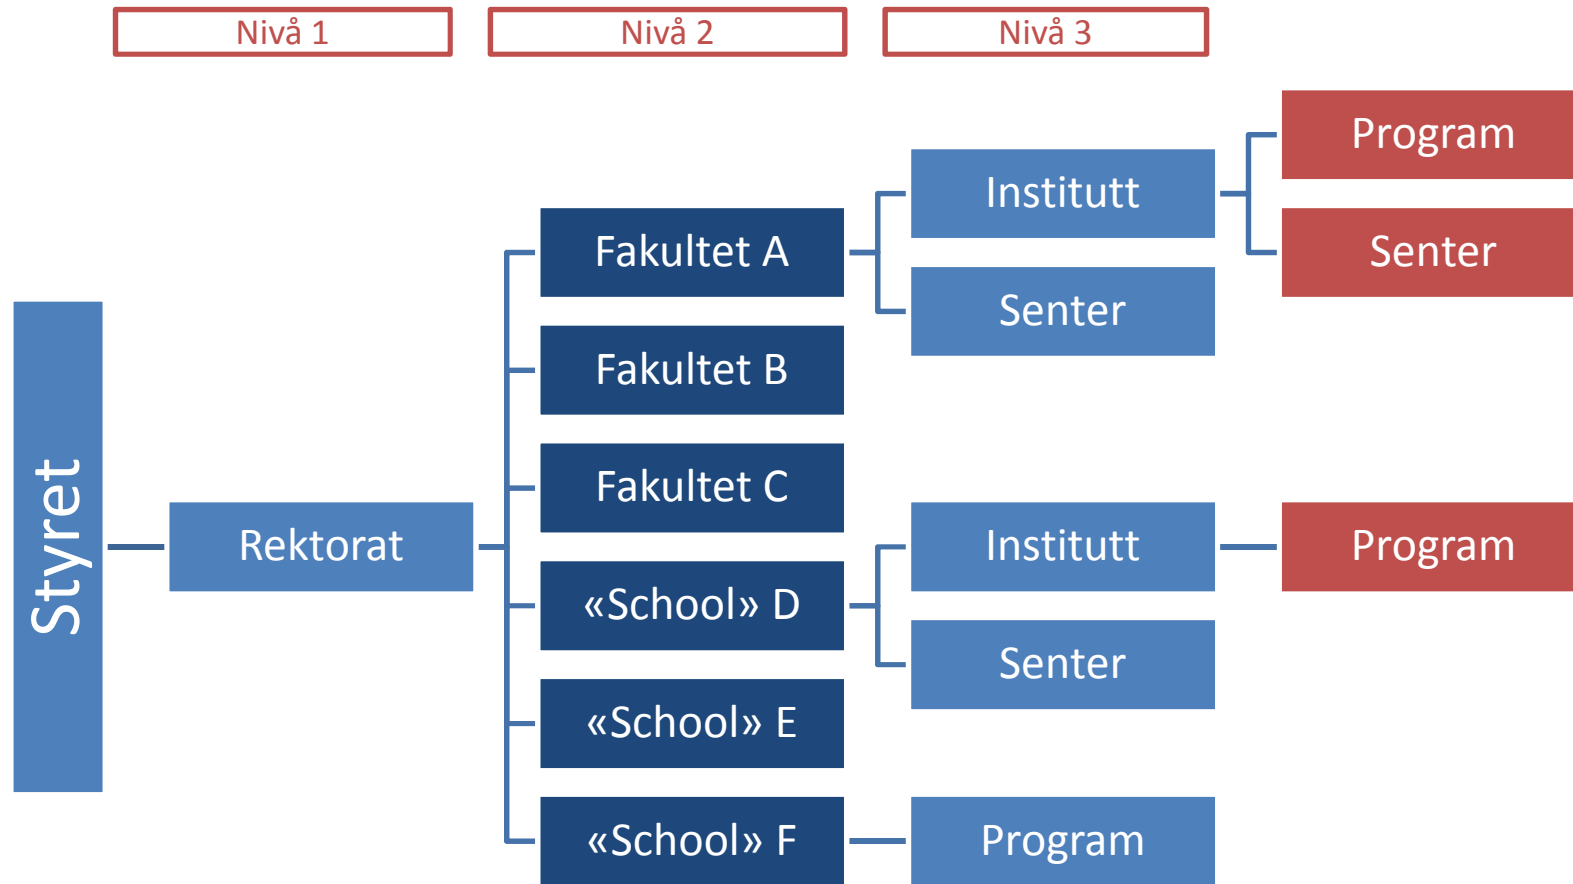 Nivå 1
Nivå 2
Nivå 3
Styret
Rektorat
Fakultet A
Fakultet B
Fakultet C
«School» D
«School» E
«School» F
Institutt
Senter
Institutt
Senter
Program
Program
Senter
Program